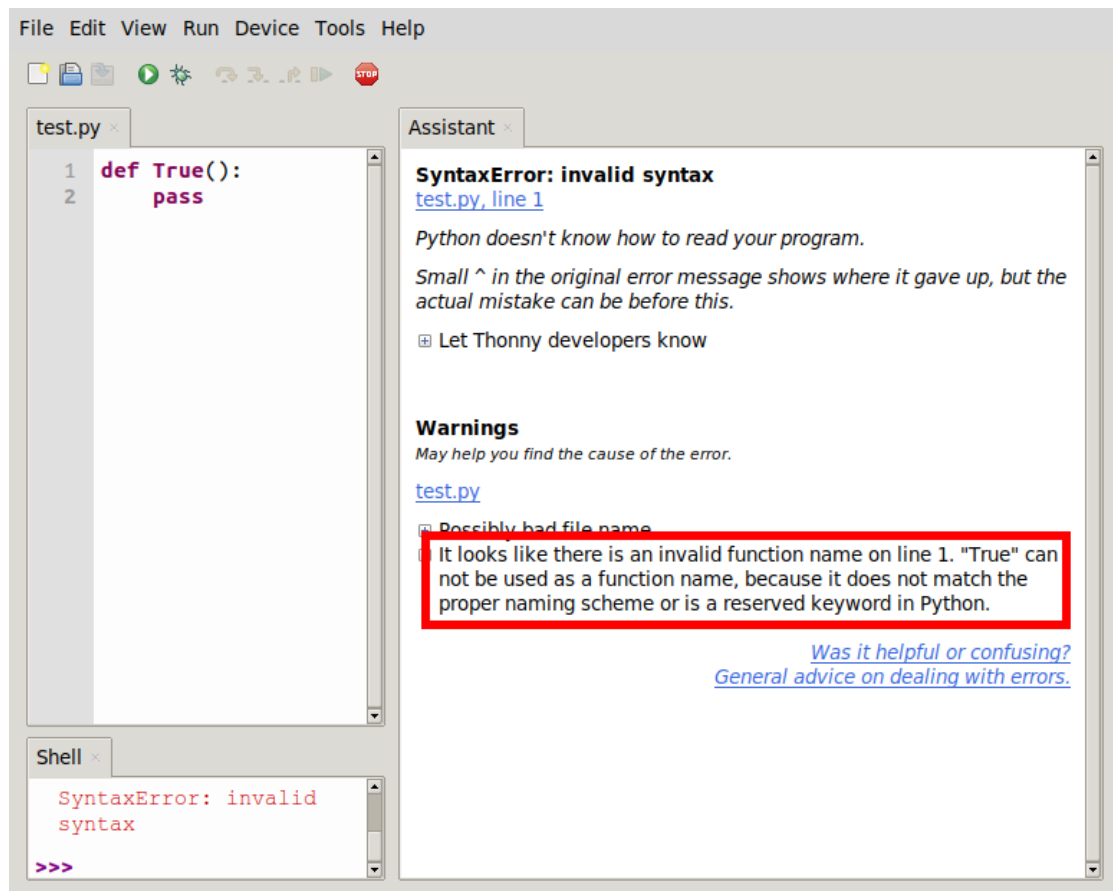 File Edit View Run Device Tools Help
STOP
test.py
Assistant
1 def True():
2 pass
SyntaxError: invalid syntax
test.py, line 1
Python doesn't know how to read your program.
Small ^ in the original error message shows where it gave up, but the
actual mistake can be before this.
Let Thonny developers know
Warnings
May help you find the cause of the error.
test.py
Possibly bad file name
It looks like there is an invalid function name on line 1. "True" can
not be used as a function name, because it does not match the
proper naming scheme or is a reserved keyword in Python.
Was it helpful or confusing?
General advice on dealing with errors.
Shell
SyntaxError: invalid
syntax
>>>